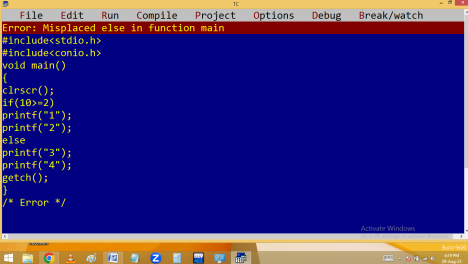 TC
File Edit Run Compile Project Options Debug Break/watch
Error: Misplaced else in function main
#include<stdio.h>
#include<conio.h>
void main()
{
clrscr();
if(10>=2)
printf("1");
printf("2");
else
printf("3");
printf("4");
getch();
}
/* Error */
Activate Windows